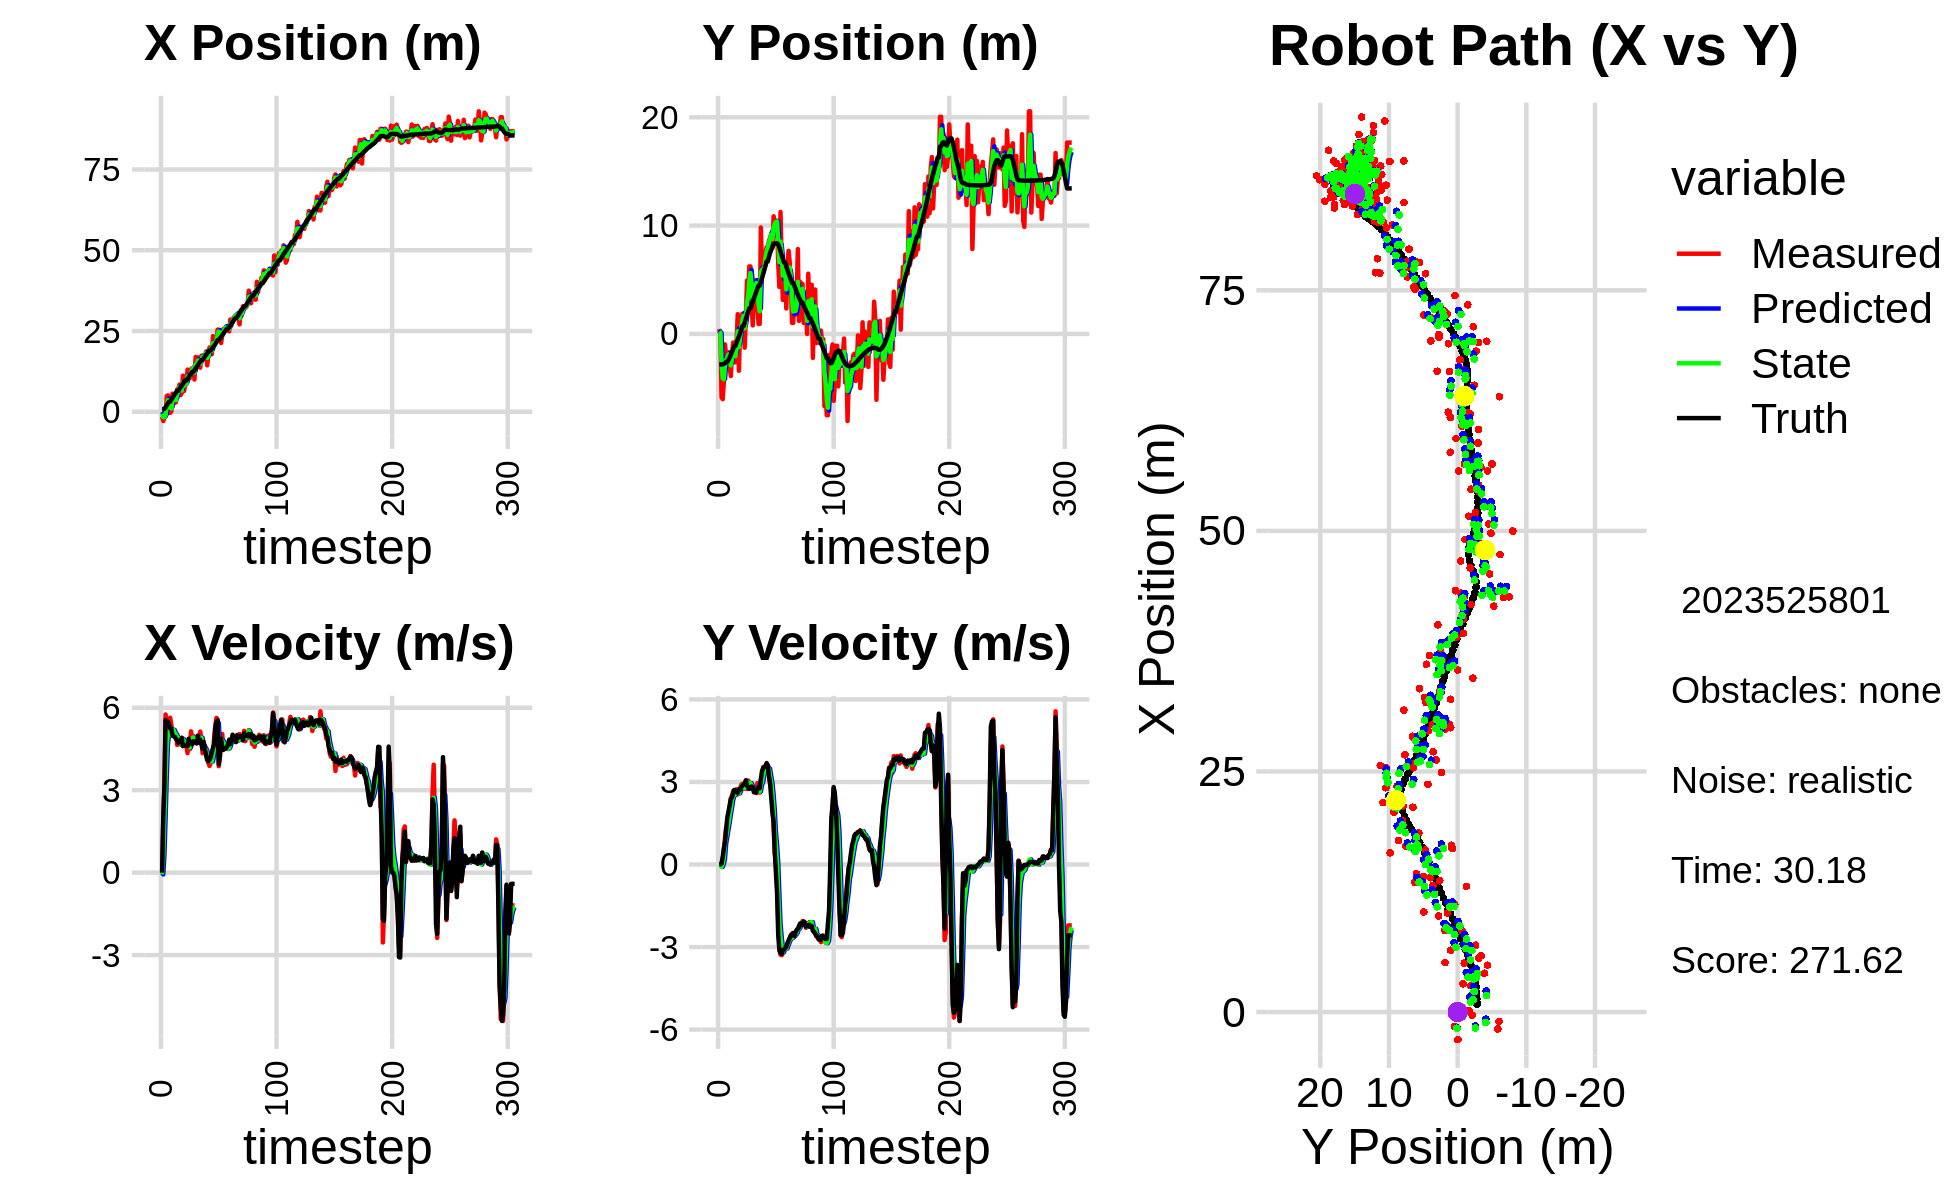 X Position (m)
75
50
25
0
0 100 200 300
timestep
Y Position (m)
20
10
0
0 100 200 300
timestep
X Velocity (m/s)
6
3
0
-3
0 100 200 300
timestep
Y Velocity (m/s)
6
3
0
-3
-6
0 100 200 300
timestep
Robot Path (X vs Y)
X Position (m)
75
50
25
0
20 10 0 -10 -20
Y Position (m)
variable
Measured
Predicted
State
Truth
2023525801
Obstacles: none
Noise: realistic
Time: 30.18
Score: 271.62